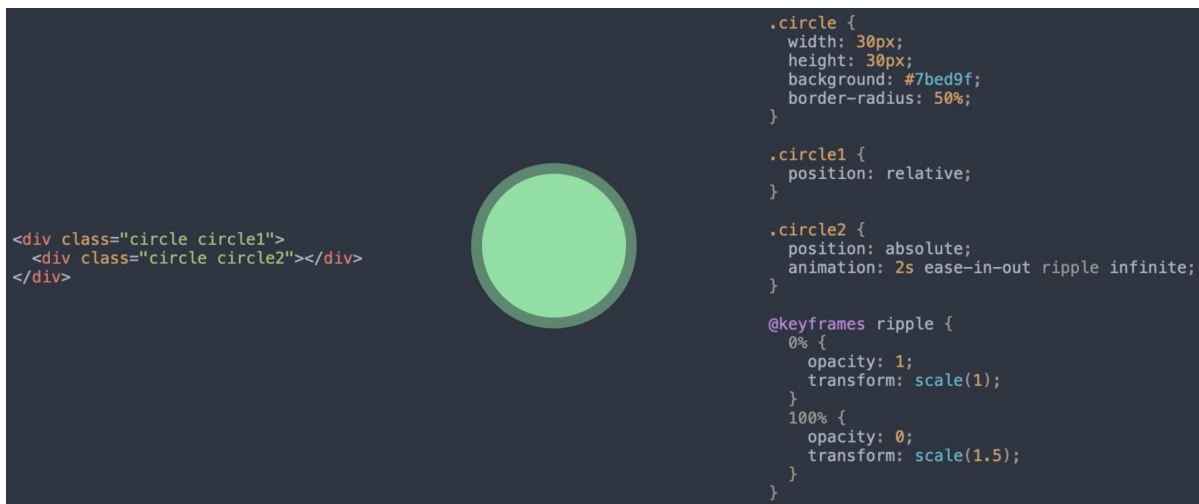 <div class="circle circle1">
  <div class="circle circle2"></div>
</div>
.circle {
  width: 30px;
  height: 30px;
  background: #7bed9f;
  border-radius: 50%;
}
.circle1 {
  position: relative;
}
.circle2 {
  position: absolute;
  animation: 2s ease-in-out ripple infinite;
}
@keyframes ripple {
  0% {
    opacity: 1;
    transform: scale(1);
  }
  100% {
    opacity: 0;
    transform: scale(1.5);
  }
}